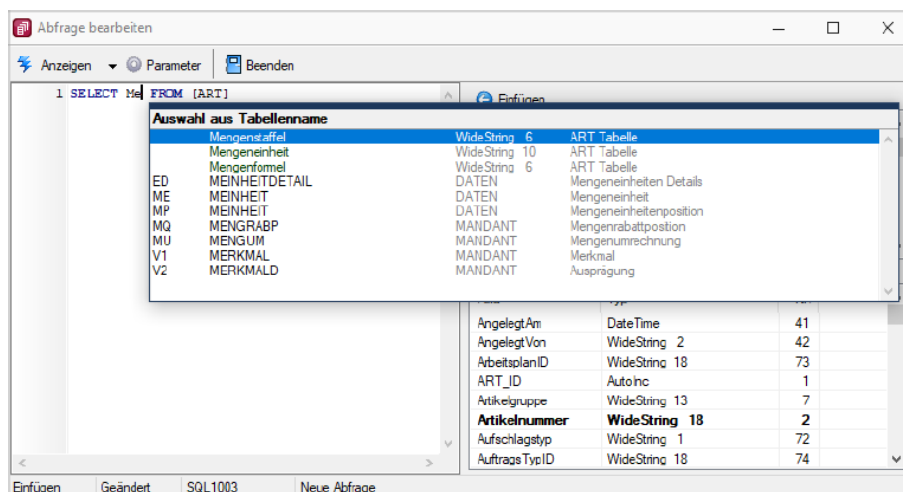 Abfrage bearbeiten
Anzeigen Parameter Beenden
1 SELECT Me FROM [ART]
Einfügen
Auswahl aus Tabellenname
Mengenstaffel WideString 6 ART Tabelle
Mengeneinheit WideString 10 ART Tabelle
Mengenformel WideString 6 ART Tabelle
ED MEINHEITDETAIL DATEN Mengeneinheiten Details
ME MEINHEIT DATEN Mengeneinheit
MP MEINHEIT DATEN Mengeneinheitenposition
MQ MENGRABP MANDANT Mengenrabattpostion
MU MENGUM MANDANT Mengenumrechnung
V1 MERKMAL MANDANT Merkmal
V2 MERKMALD MANDANT Ausprägung
AngelegtAm DateTime 41
AngelegtVon WideString 2 42
ArbeitsplanID WideString 18 73
ART_ID AutoInc 1
Artikelgruppe WideString 13 7
Artikelnummer WideString 18 2
Aufschlagstyp WideString 1 72
AuftragsTypID WideString 18 74
Einfügen Geändert SQL1003 Neue Abfrage